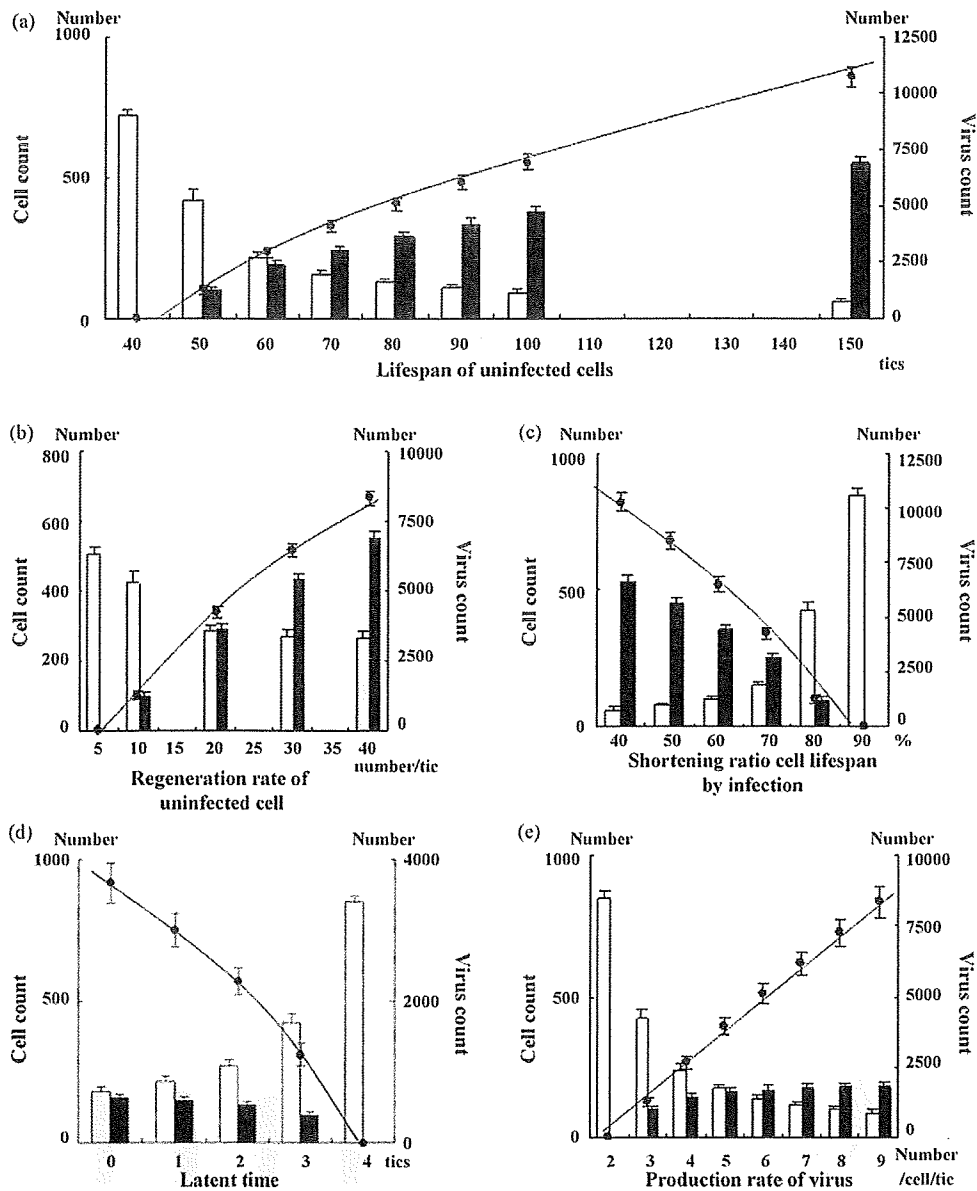 (a)
Number
Number
1000
12500
10000
500
7500
5000
2500
0
0
Cell count
Virus count
40 50 60 70 80 90 100 110 120 130 140 150
tics
Lifespan of uninfected cells
(b)
Number
Number
800
10000
600
7500
400
5000
200
2500
0
0
Cell count
Virus count
5 10 15 20 25 30 35 40
number/tic
Regeneration rate of
uninfected cell
(c)
Number
Number
1000
12500
10000
7500
500
5000
2500
0
0
Cell count
Virus count
40 50 60 70 80 90
%
Shortening ratio cell lifespan
by infection
(d)
Number
Number
1000
4000
500
2000
0
0
Cell count
Virus count
0 1 2 3 4 tics
Latent time
(e)
Number
Number
1000
10000
7500
500
5000
2500
0
0
Cell count
Virus count
2 3 4 5 6 7 8 9
Number
/cell/tic
Production rate of virus